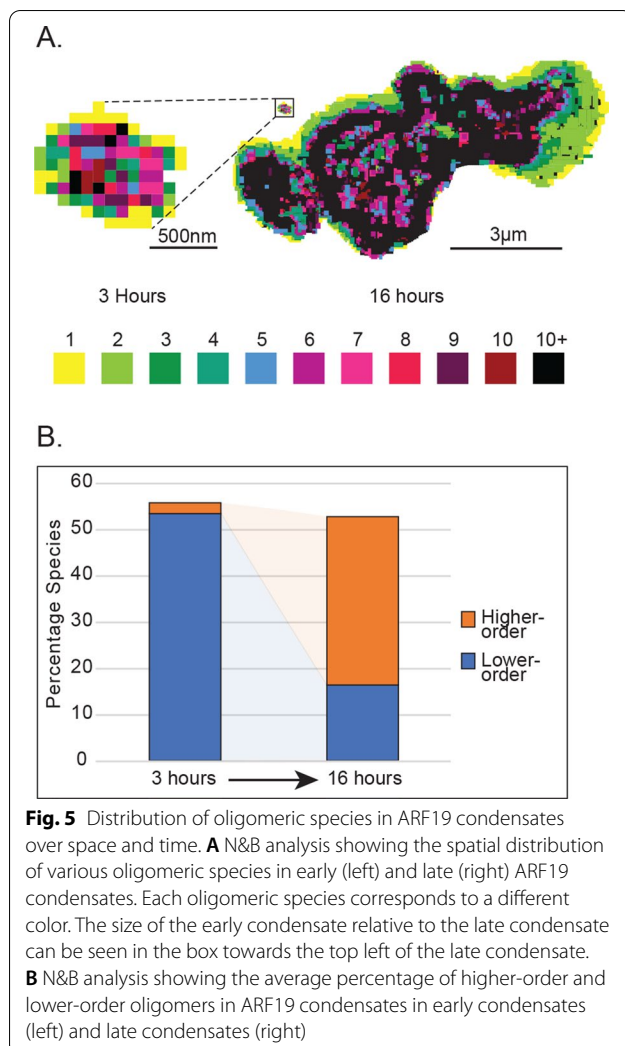 A.
500nm
3μm
3 Hours
16 hours
1 2 3 4 5 6 7 8 9 10 10+
B.
60
50
40
30
20
10
0
Percentage Species
Higher-
order
Lower-
order
3 hours
16 hours
Fig. 5 Distribution of oligomeric species in ARF19 condensates
over space and time. A N&B analysis showing the spatial distribution
of various oligomeric species in early (left) and late (right) ARF19
condensates. Each oligomeric species corresponds to a different
color. The size of the early condensate relative to the late condensate
can be seen in the box towards the top left of the late condensate.
B N&B analysis showing the average percentage of higher-order and
lower-order oligomers in ARF19 condensates in early condensates
(left) and late condensates (right)